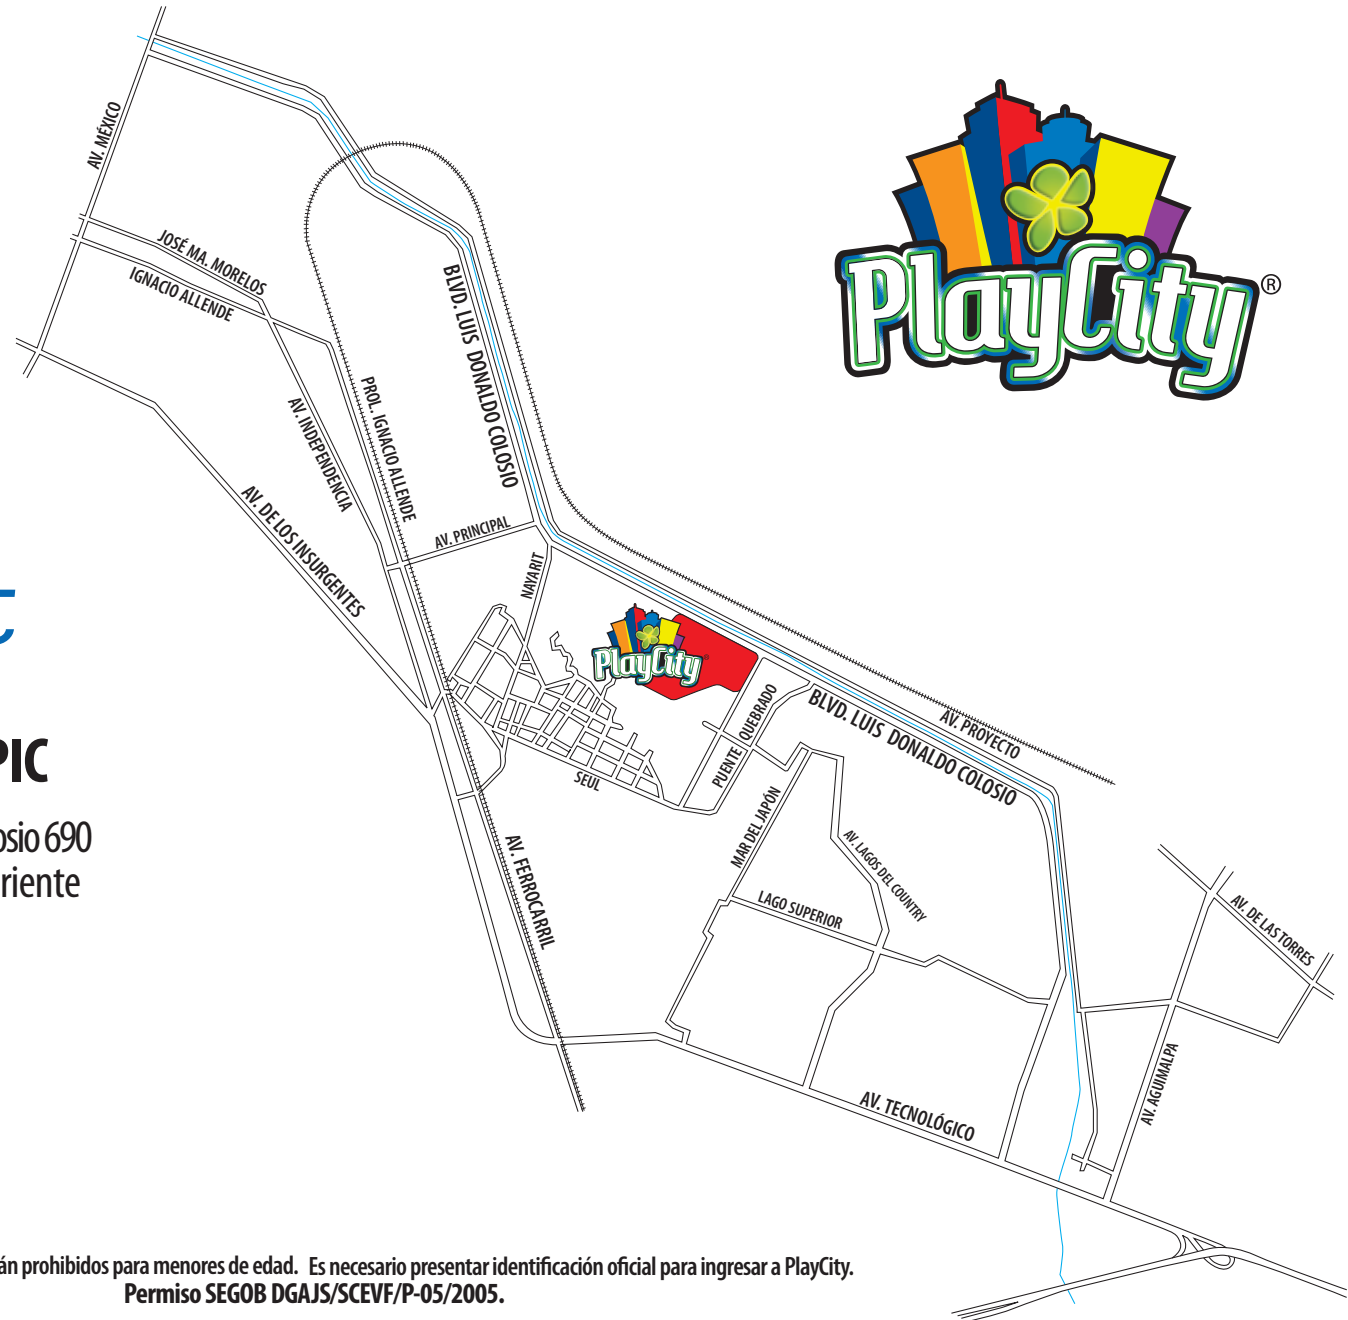 PlayCity®
AV. MÉXICO
JOSÉ MA. MORELOS
IGNACIO ALLENDE
BLVD. LUIS DONALDO COLOSIO
PROL. IGNACIO ALLENDE
AV. INDEPENDENCIA
AV. DE LOS INSURGENTES
AV. PRINCIPAL
NAYARIT
PlayCity
PUENTE QUEBRADO
BLVD. LUIS DONALDO COLOSIO
AV. PROYECTO
SEUL
MAR DEL JAPÓN
AV. LAGOS DEL COUNTRY
LAGO SUPERIOR
AV. FERROCARRIL
AV. DE LAS TORRES
AV. AGUIMALPA
AV. TECNOLÓGICO
PIC
osio 690
riente
án prohibidos para menores de edad. Es necesario presentar identificación oficial para ingresar a PlayCity.
Permiso SEGOB DGAJS/SCEVF/P-05/2005.